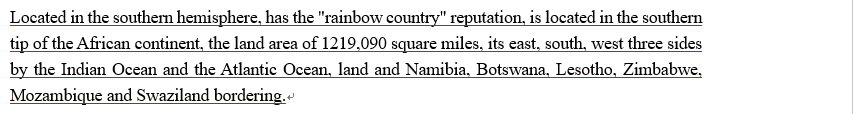 Located in the southern hemisphere, has the "rainbow country" reputation, is located in the southern
tip of the African continent, the land area of 1219,090 square miles, its east, south, west three sides
by the Indian Ocean and the Atlantic Ocean, land and Namibia, Botswana, Lesotho, Zimbabwe,
Mozambique and Swaziland bordering.